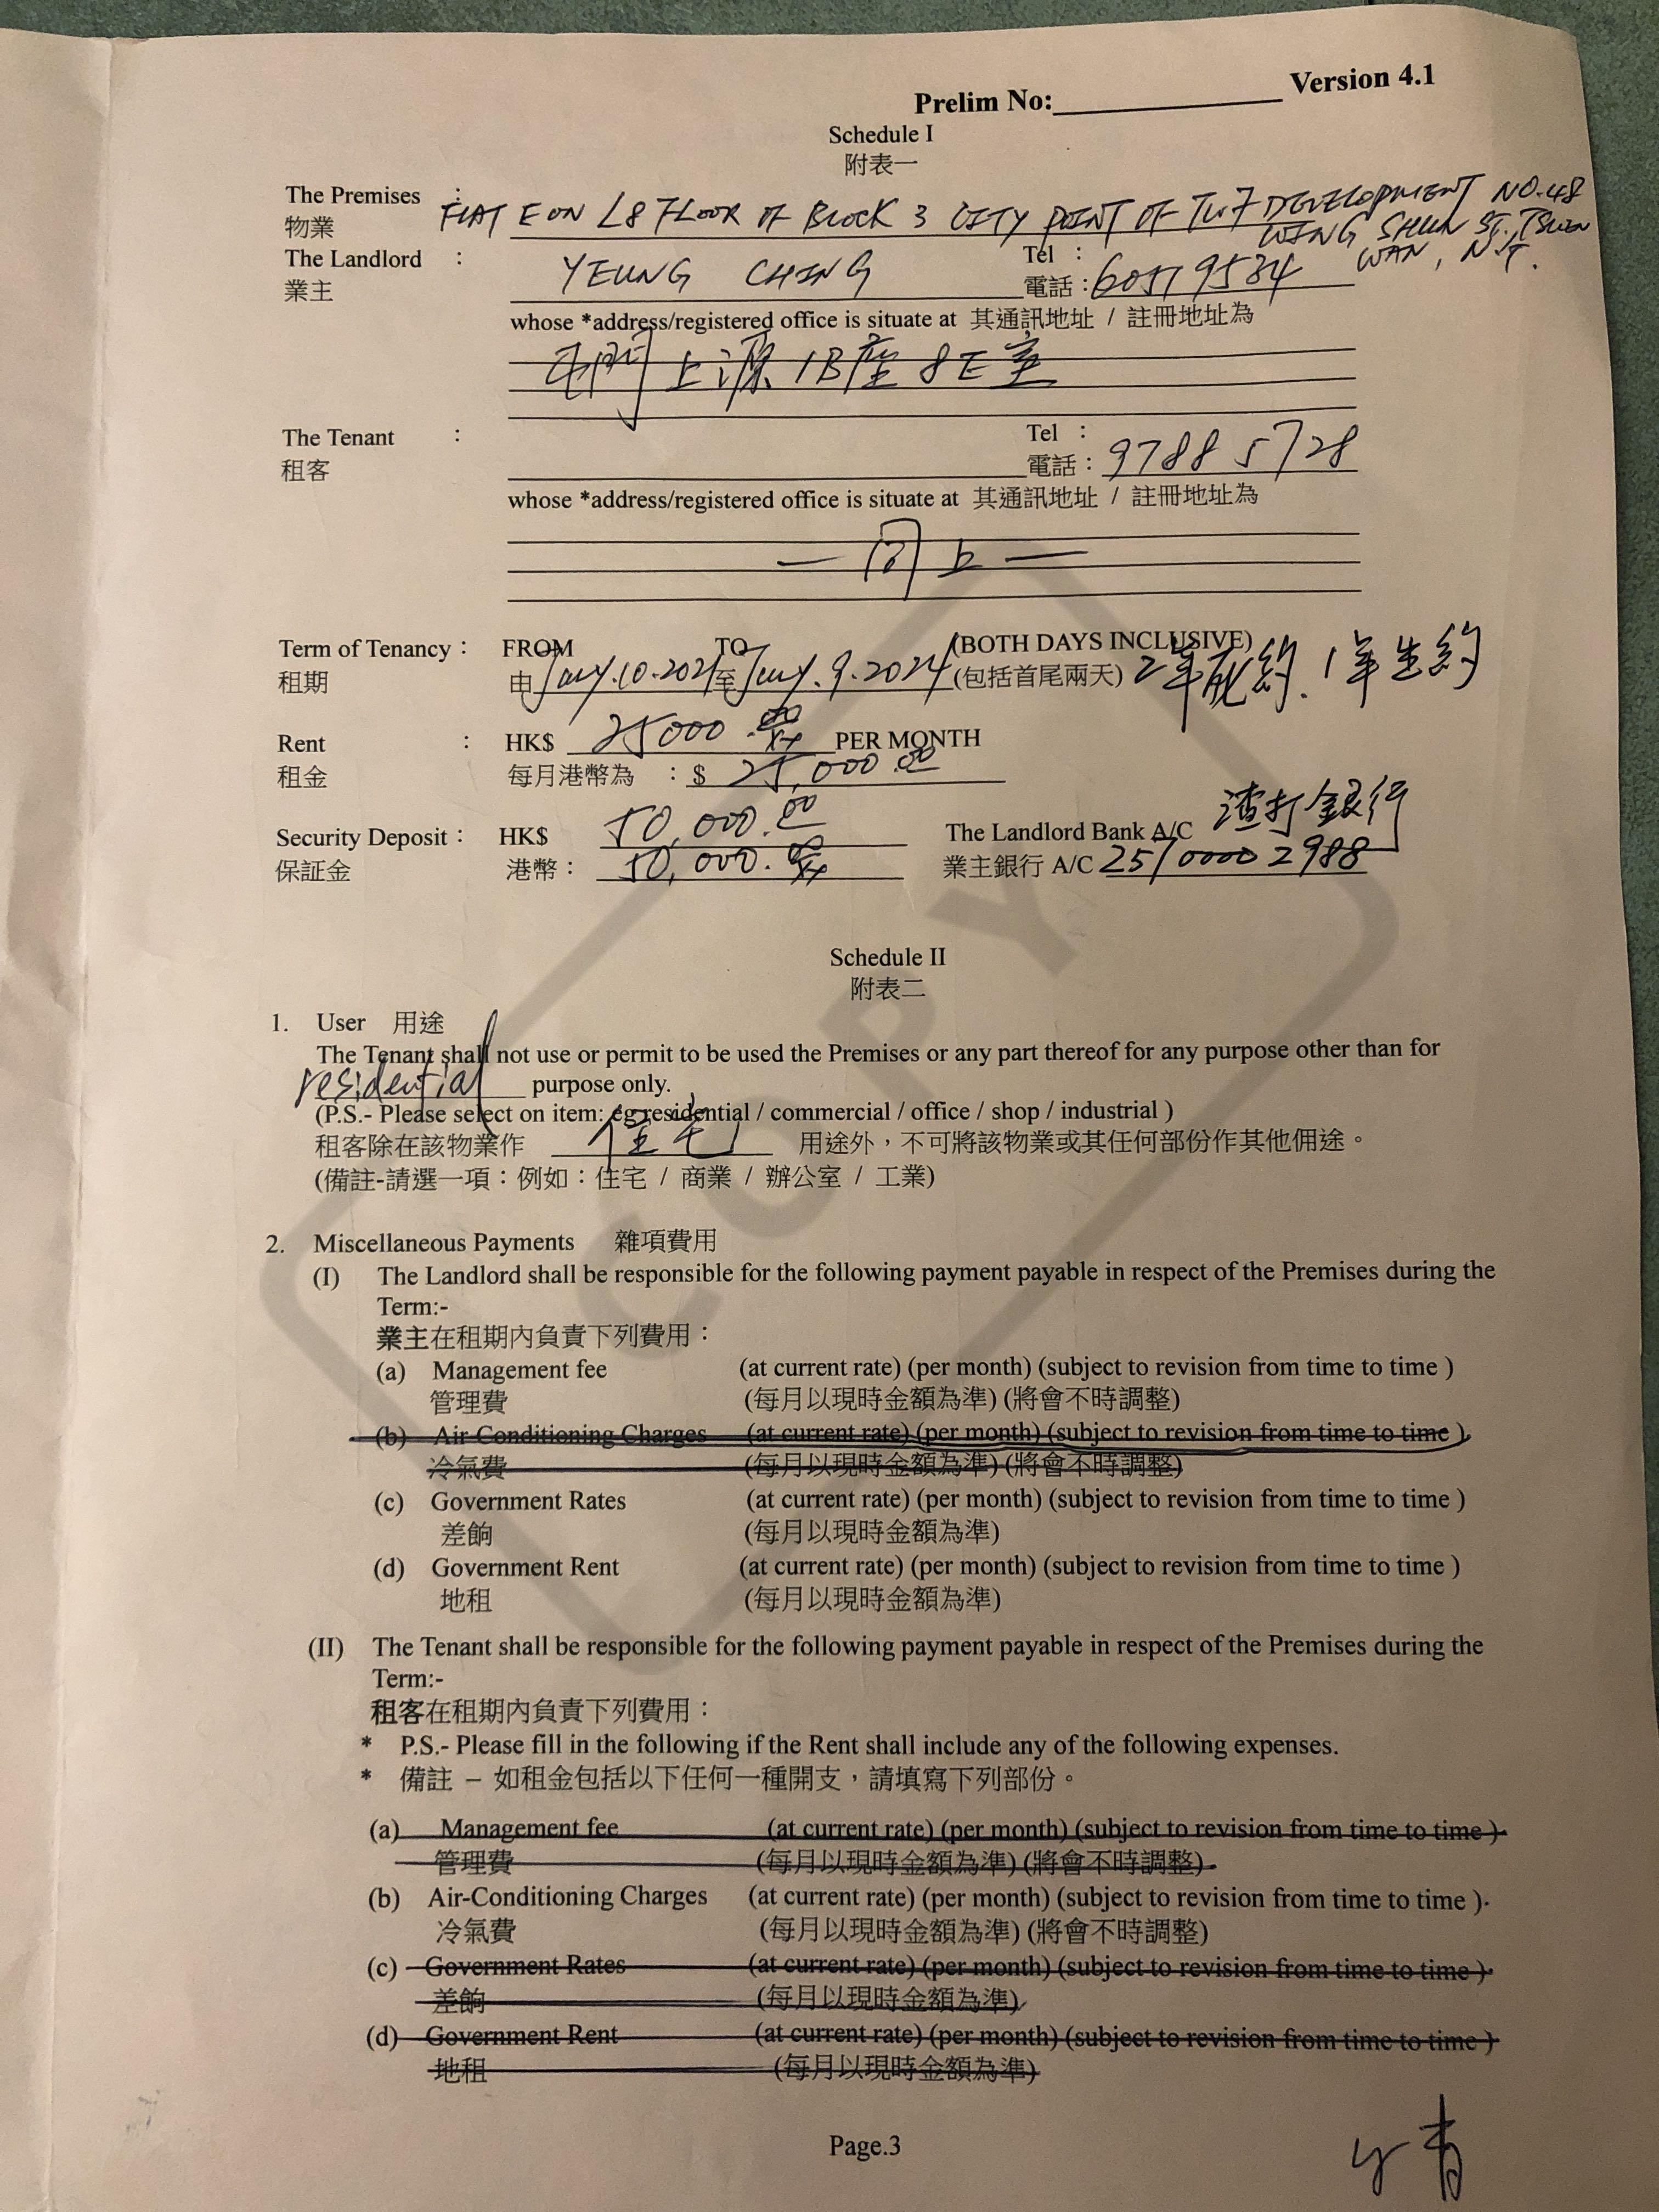 Prelim No:__________ Version 4.1
Schedule I
附表一
The Premises :
物業
FLAT E ON L8 FLOOR OF BLOCK 3 CITY POINT OF TW7 DEVELOPMENT NO.48
WING SHUN ST. TSUEN
WAN, N.T.
The Landlord : YEUNG CHING Tel :
業主 電話 : 60519534
whose *address/registered office is situate at 其通訊地址 / 註冊地址為
屯門上源1B座8E室
The Tenant : Tel :
租客 電話 : 9788 5728
whose *address/registered office is situate at 其通訊地址 / 註冊地址為
— 同上 —
Term of Tenancy : FROM TO (BOTH DAYS INCLUSIVE)
租期 由 July.10.2021 至 July.9.2024 (包括首尾兩天) 2年死約.1年生約
Rent : HK$ 25000.00 PER MONTH
租金 每月港幣為 : $ 25,000.00
Security Deposit : HK$ 50,000.00 The Landlord Bank A/C 渣打銀行
保証金 港幣 : 50,000.00 業主銀行 A/C 251 0000 2988
Schedule II
附表二
1. User 用途
The Tenant shall not use or permit to be used the Premises or any part thereof for any purpose other than for
residential purpose only.
(P.S.- Please select on item: eg residential / commercial / office / shop / industrial )
租客除在該物業作 住宅 用途外，不可將該物業或其任何部份作其他佣途。
(備註-請選一項：例如：住宅 / 商業 / 辦公室 / 工業)
2. Miscellaneous Payments 雜項費用
(I) The Landlord shall be responsible for the following payment payable in respect of the Premises during the
Term:-
業主在租期內負責下列費用：
(a) Management fee (at current rate) (per month) (subject to revision from time to time )
管理費 (每月以現時金額為準) (將會不時調整)
(b) Air-Conditioning Charges (at current rate) (per month) (subject to revision from time to time )
冷氣費 (每月以現時金額為準) (將會不時調整)
(c) Government Rates (at current rate) (per month) (subject to revision from time to time )
差餉 (每月以現時金額為準)
(d) Government Rent (at current rate) (per month) (subject to revision from time to time )
地租 (每月以現時金額為準)
(II) The Tenant shall be responsible for the following payment payable in respect of the Premises during the
Term:-
租客在租期內負責下列費用：
* P.S.- Please fill in the following if the Rent shall include any of the following expenses.
* 備註 – 如租金包括以下任何一種開支，請填寫下列部份。
(a) Management fee (at current rate) (per month) (subject to revision from time to time )
管理費 (每月以現時金額為準) (將會不時調整)
(b) Air-Conditioning Charges (at current rate) (per month) (subject to revision from time to time )
冷氣費 (每月以現時金額為準) (將會不時調整)
(c) Government Rates (at current rate) (per month) (subject to revision from time to time )
差餉 (每月以現時金額為準)
(d) Government Rent (at current rate) (per month) (subject to revision from time to time )
地租 (每月以現時金額為準)
Page.3
COPY